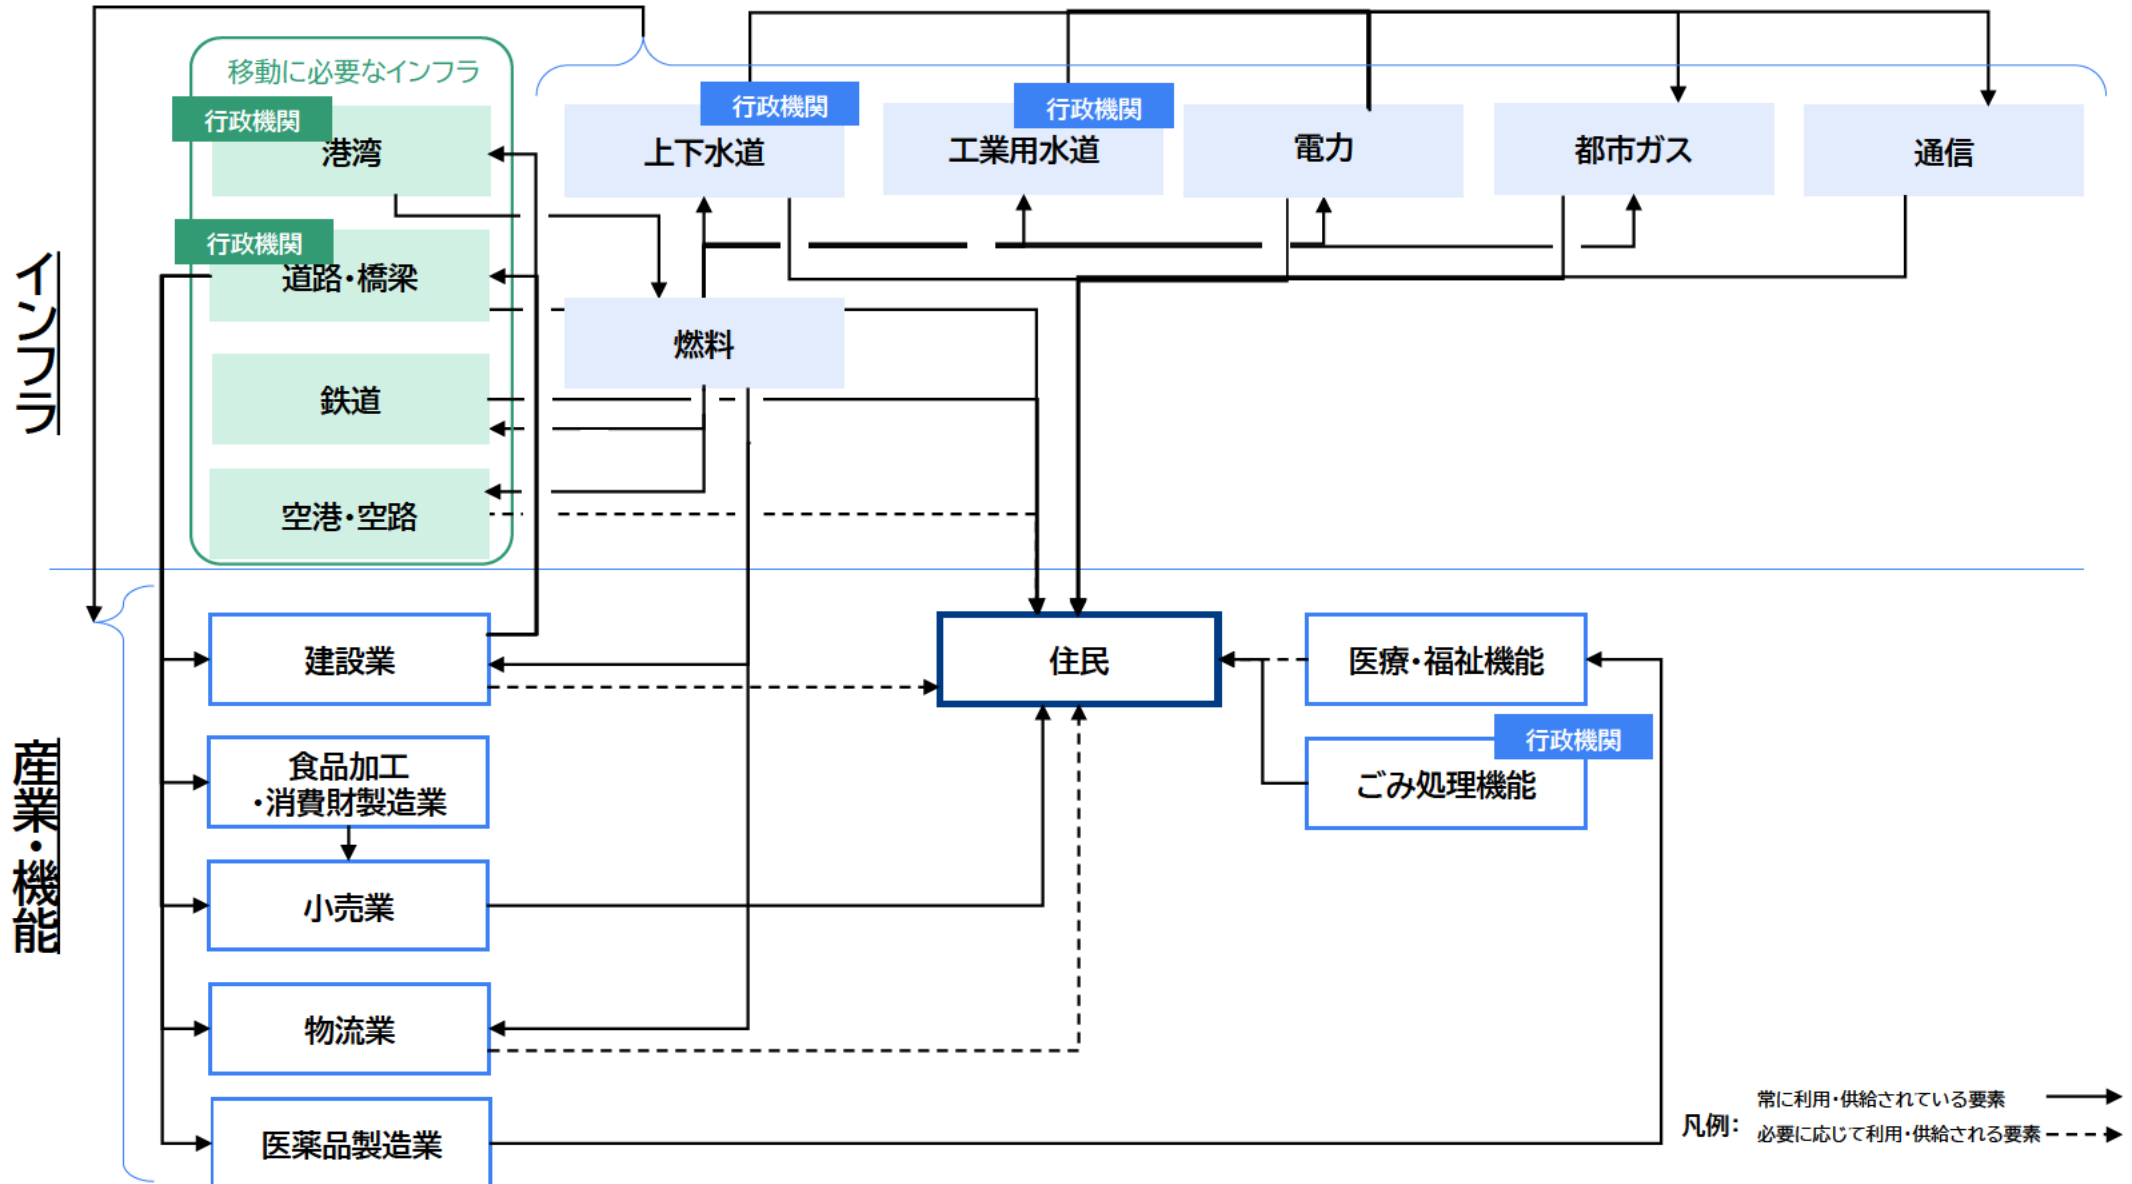 インフラ
移動に必要なインフラ
行政機関
港湾
行政機関
道路・橋梁
鉄道
空港・空路
行政機関
上下水道
行政機関
工業用水道
電力
都市ガス
通信
燃料
産業・機能
建設業
食品加工
・消費財製造業
小売業
物流業
医薬品製造業
住民
医療・福祉機能
行政機関
ごみ処理機能
凡例：
常に利用・供給されている要素
必要に応じて利用・供給される要素